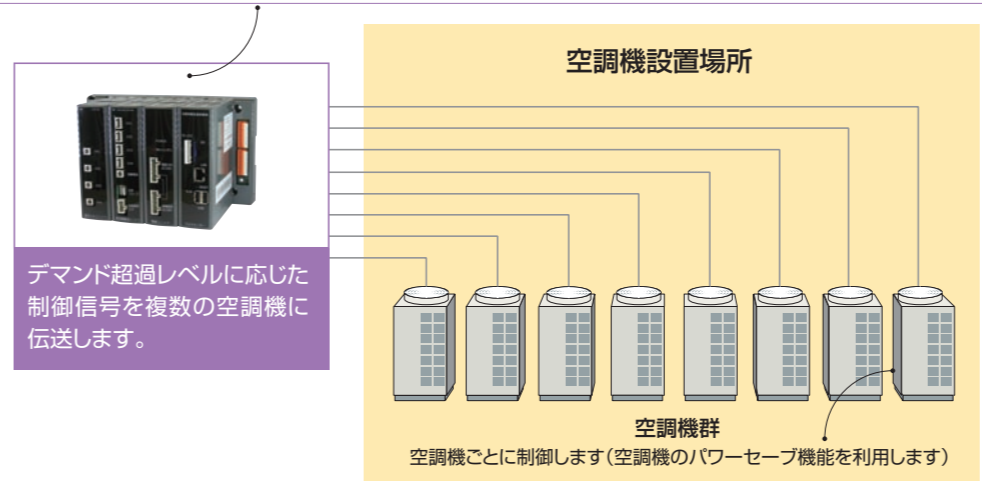 空調機設置場所
デマンド超過レベルに応じた
制御信号を複数の空調機に
伝送します。
空調機群
空調機ごとに制御します（空調機のパワーセーブ機能を利用します）